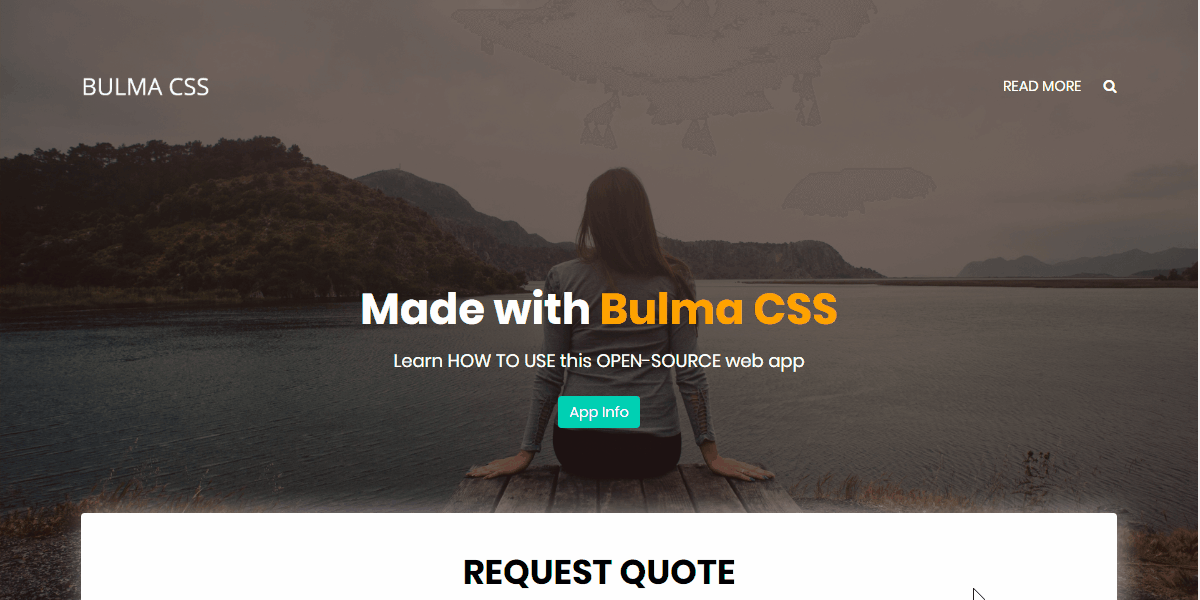 BULMA CSS
READ MORE
Made with Bulma CSS
Learn HOW TO USE this OPEN-SOURCE web app
App Info
REQUEST QUOTE